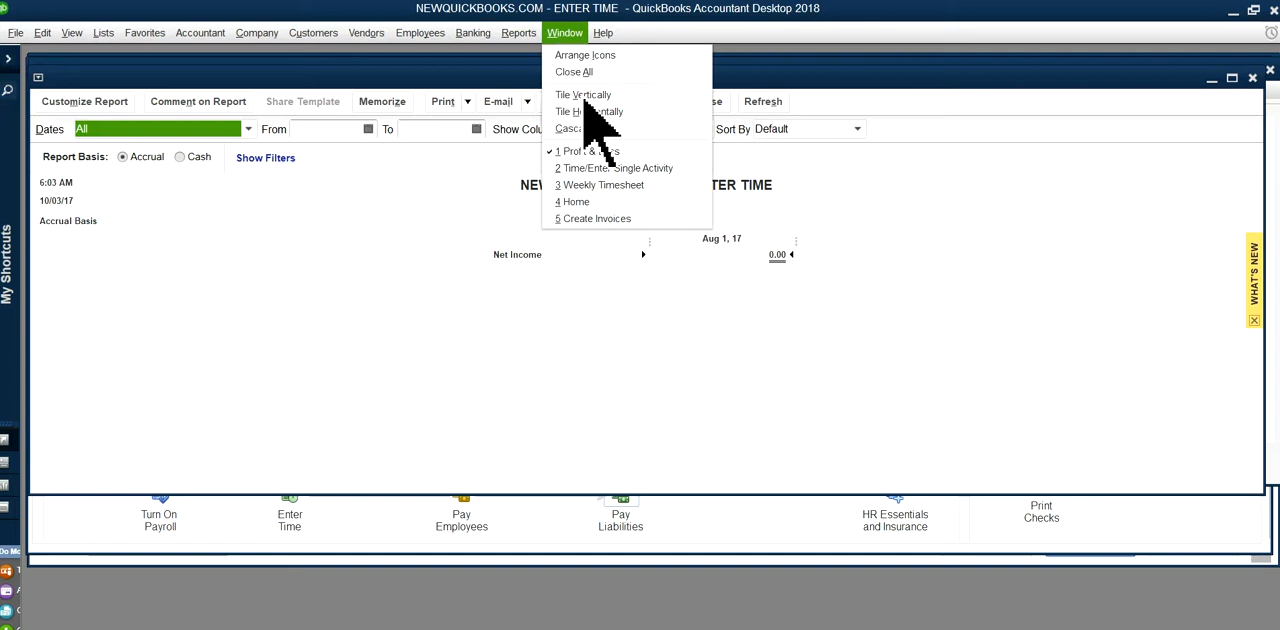 NEWQUICKBOOKS.COM - ENTER TIME - QuickBooks Accountant Desktop 2018
File Edit View Lists Favorites Accountant Company Customers Vendors Employees Banking Reports Window Help
Arrange Icons
Close All
Tile Vertically
Customize Report Comment on Report Share Template Memorize Print E-mail Refresh
Dates All From To Show Sort By Default
1
Report Basis: Accrual Cash Show Filters
2 Single Activity
3 Weekly Timesheet
4 Home
5 Create Invoices
6:03 AM
10/03/17
Accrual Basis
TIME
Aug 1, 17
Net Income 0.00
My Shortcuts
WHAT'S NEW
Turn On Payroll
Enter Time
Pay Employees
Pay Liabilities
HR Essentials and Insurance
Print Checks